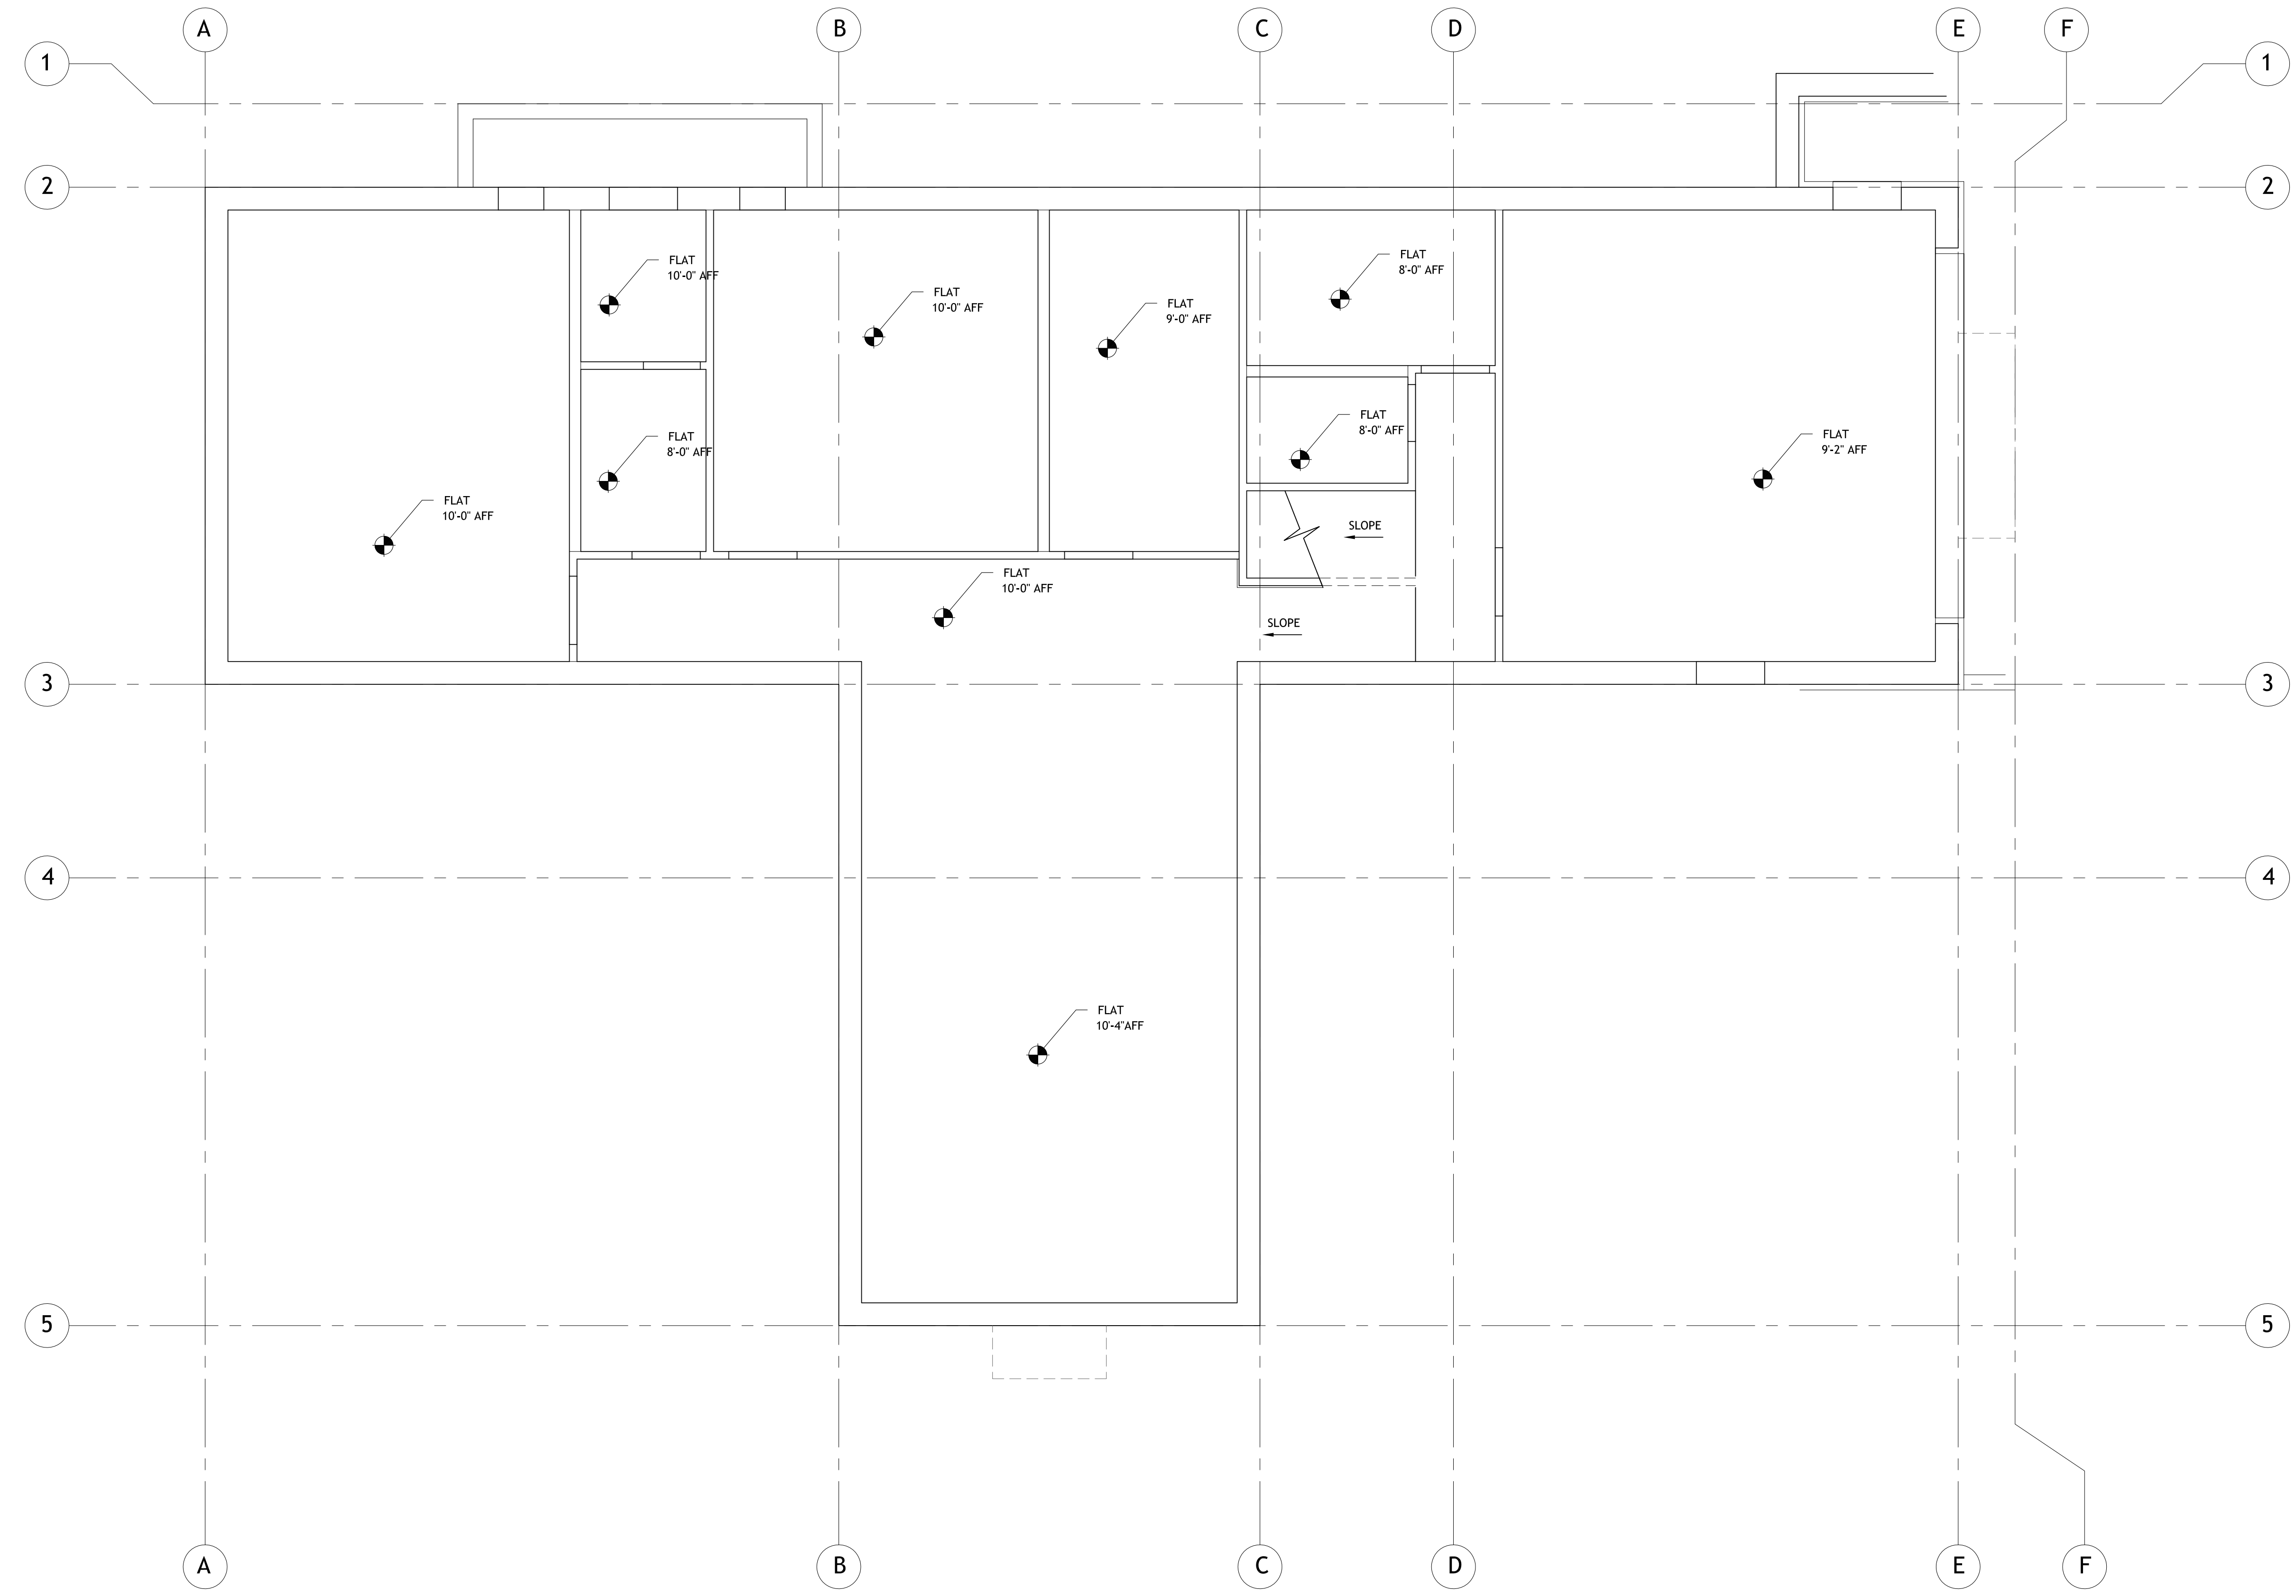 A
B
C
D
E
F
1
1
2
2
FLAT
10'-0" AFF
FLAT
10'-0" AFF
FLAT
9'-0" AFF
FLAT
8'-0" AFF
FLAT
8'-0" AFF
FLAT
8'-0" AFF
FLAT
9'-2" AFF
FLAT
10'-0" AFF
SLOPE
FLAT
10'-0" AFF
SLOPE
3
3
4
4
FLAT
10'-4"AFF
5
5
A
B
C
D
E
F